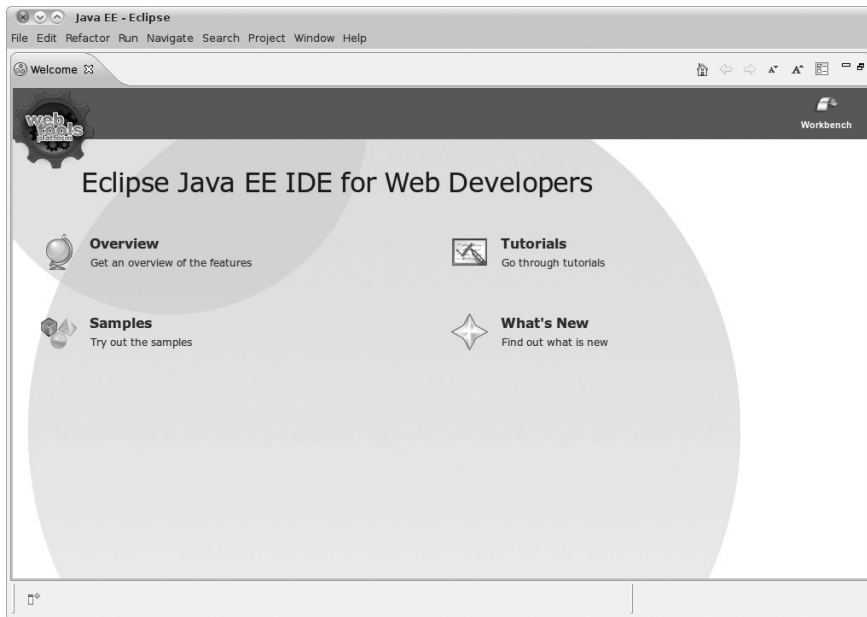 Java EE - Eclipse
File Edit Refactor Run Navigate Search Project Window Help
Welcome
Workbench
web tools platform
Eclipse Java EE IDE for Web Developers
Overview
Get an overview of the features
Tutorials
Go through tutorials
Samples
Try out the samples
What's New
Find out what is new